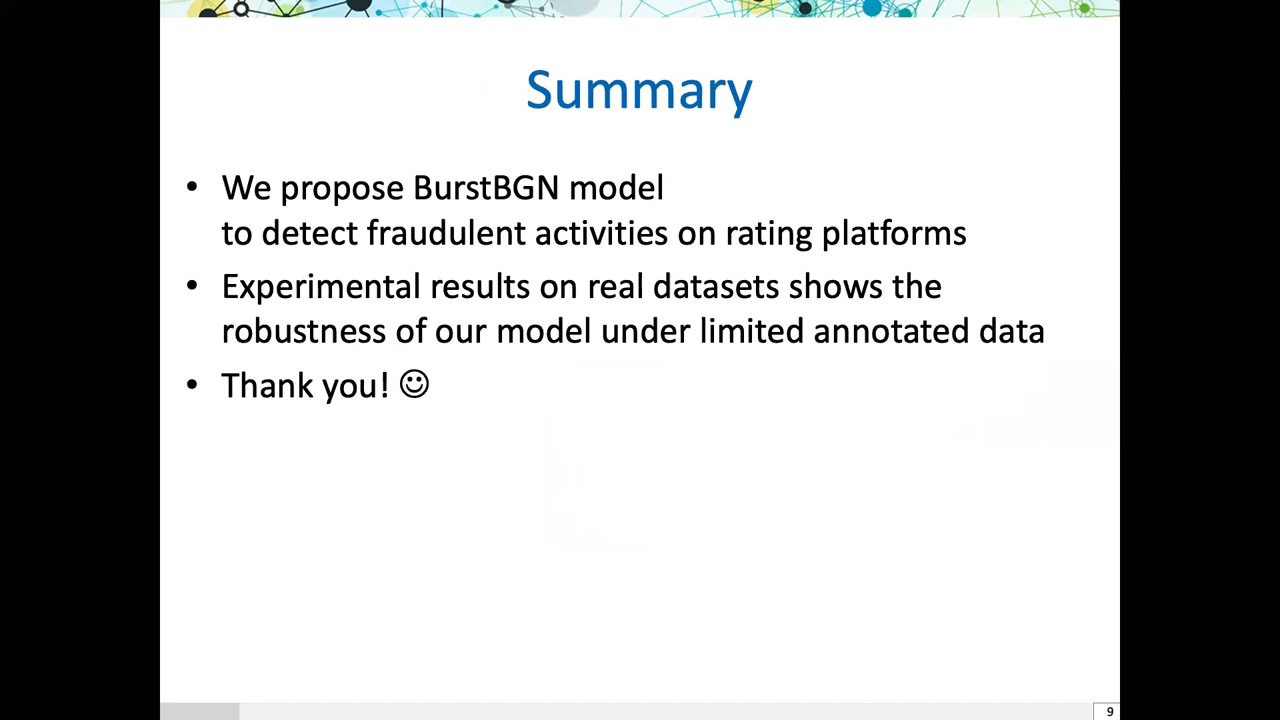 Summary
• We propose BurstBGN model
to detect fraudulent activities on rating platforms
• Experimental results on real datasets shows the
robustness of our model under limited annotated data
• Thank you! ☺
9